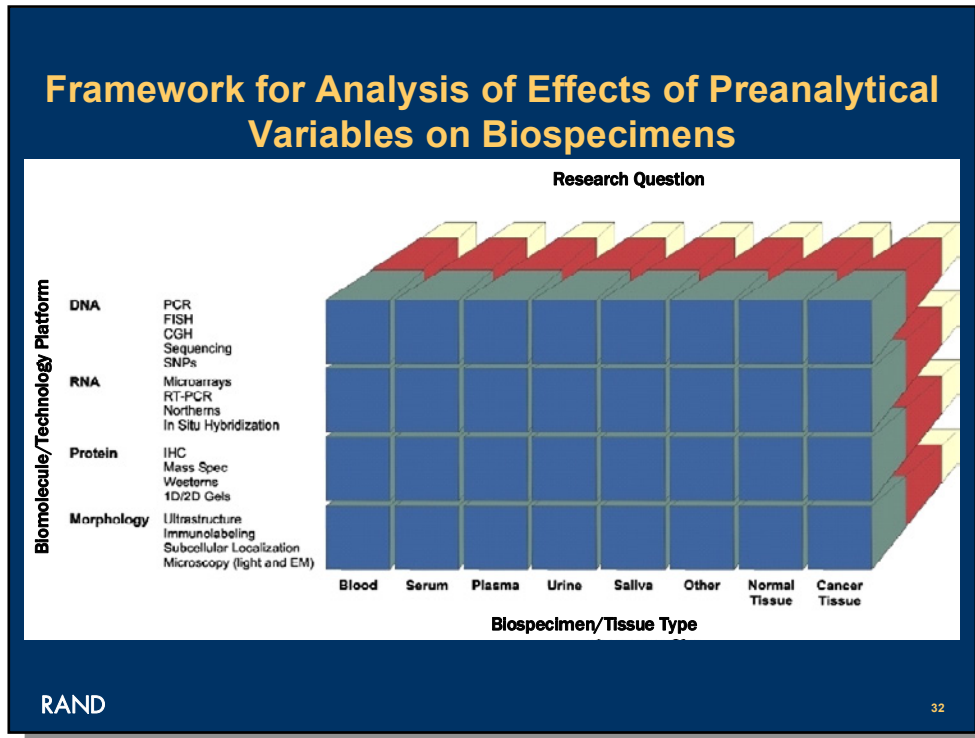 Framework for Analysis of Effects of Preanalytical
Variables on Biospecimens
Research Question
Biomolecule/Technology Platform
DNA
PCR
FISH
CGH
Sequencing
SNPs
RNA
Microarrays
RT-PCR
Northerns
In Situ Hybridization
Protein
IHC
Mass Spec
Westerns
1D/2D Gels
Morphology
Ultrastructure
Immunolabeling
Subcellular Localization
Microscopy (light and EM)
Blood Serum Plasma Urine Saliva Other Normal Cancer
Tissue Tissue
Biospecimen/Tissue Type
RAND
32